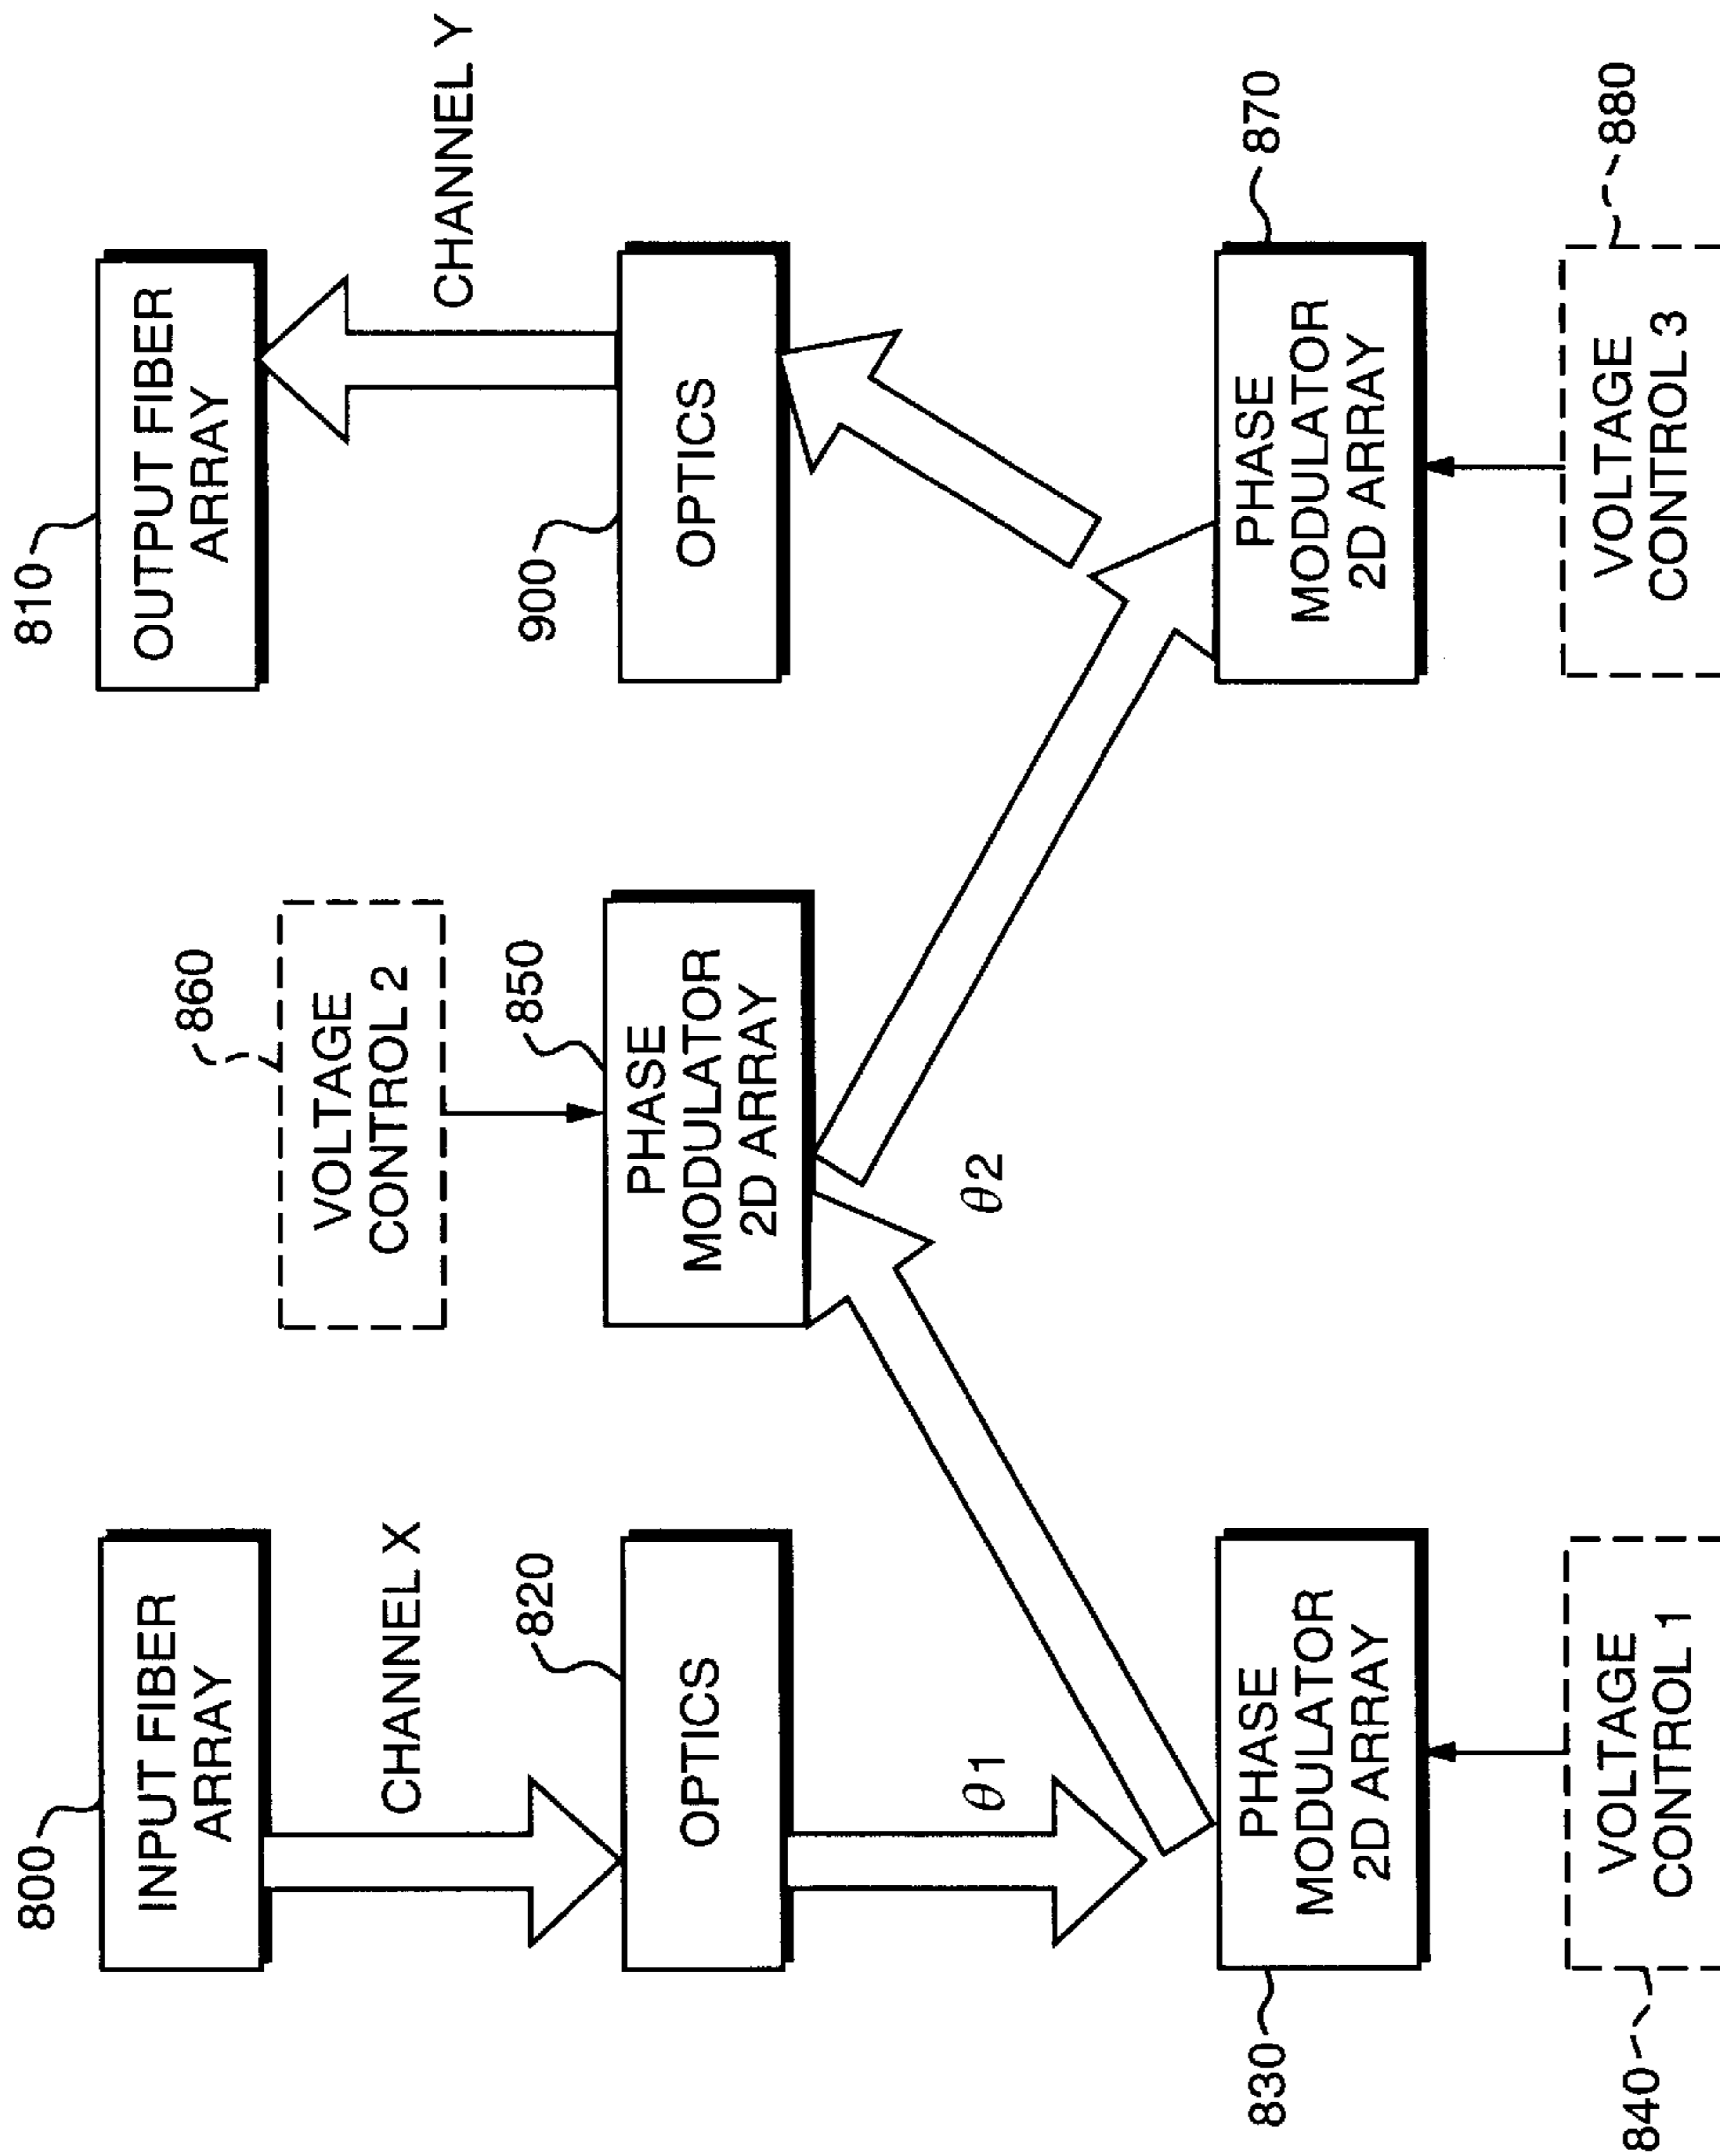 800
INPUT FIBER
ARRAY
CHANNEL X
820
OPTICS
θ1
830
PHASE
MODULATOR
2D ARRAY
840
VOLTAGE
CONTROL 1
860
VOLTAGE
CONTROL 2
850
PHASE
MODULATOR
2D ARRAY
θ2
810
OUTPUT FIBER
ARRAY
CHANNEL Y
900
OPTICS
870
PHASE
MODULATOR
2D ARRAY
880
VOLTAGE
CONTROL 3